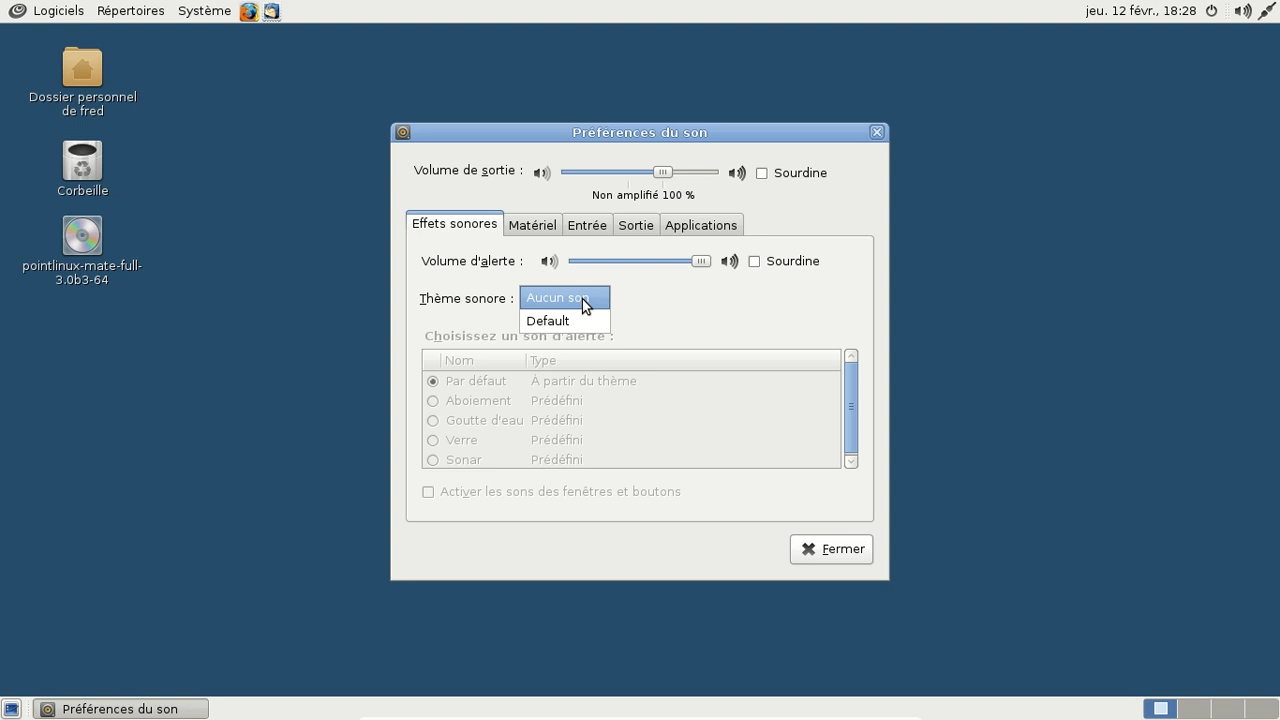 Logiciels Répertoires Système jeu. 12 févr., 18:28
Dossier personnel
de fred
Corbeille
pointlinux-mate-full-
3.0b3-64
Préférences du son
Volume de sortie : Sourdine
Non amplifié 100 %
Effets sonores Matériel Entrée Sortie Applications
Volume d'alerte : Sourdine
Thème sonore : Aucun son
Default
Choisissez un son d'alerte :
Nom Type
Par défaut À partir du thème
Aboiement Prédéfini
Goutte d'eau Prédéfini
Verre Prédéfini
Sonar Prédéfini
Activer les sons des fenêtres et boutons
Fermer
Préférences du son